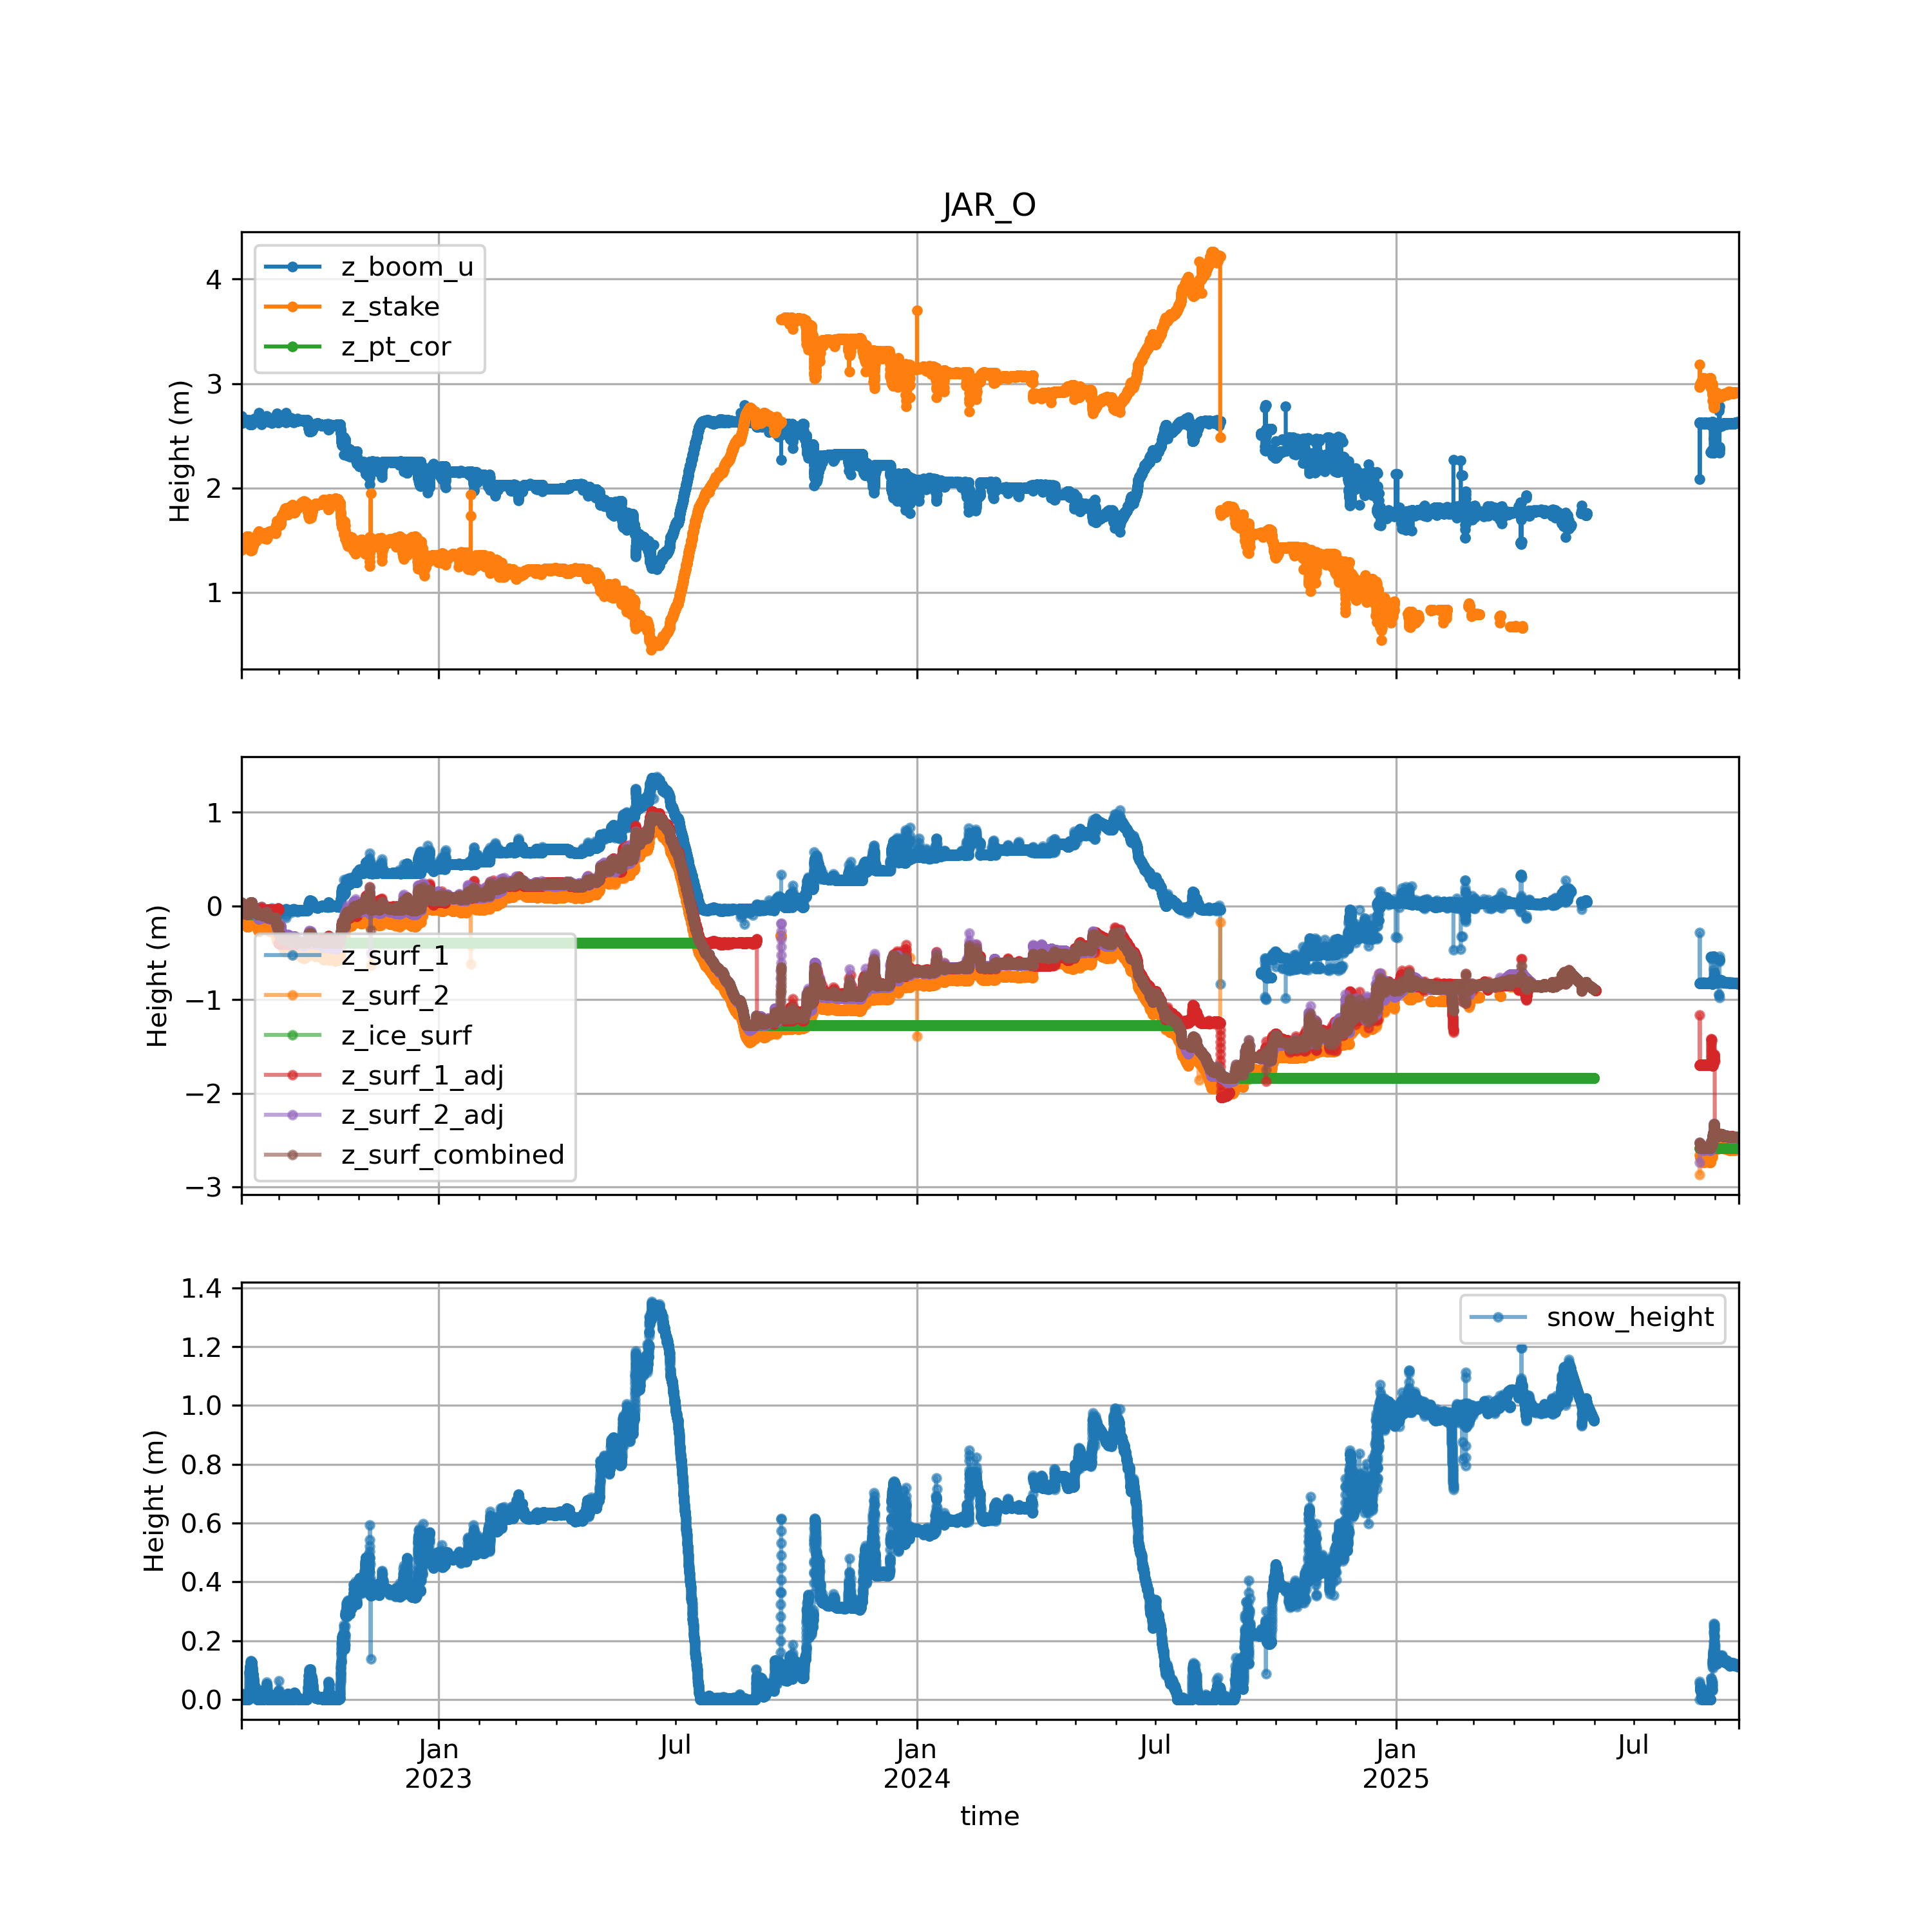 JAR_O
Height (m)
4
3
2
1
z_boom_u
z_stake
z_pt_cor
Height (m)
1
0
−1
−2
−3
z_surf_1
z_surf_2
z_ice_surf
z_surf_1_adj
z_surf_2_adj
z_surf_combined
Height (m)
1.4
1.2
1.0
0.8
0.6
0.4
0.2
0.0
snow_height
Jan Jul Jan Jul Jan Jul
2023 2024 2025
time